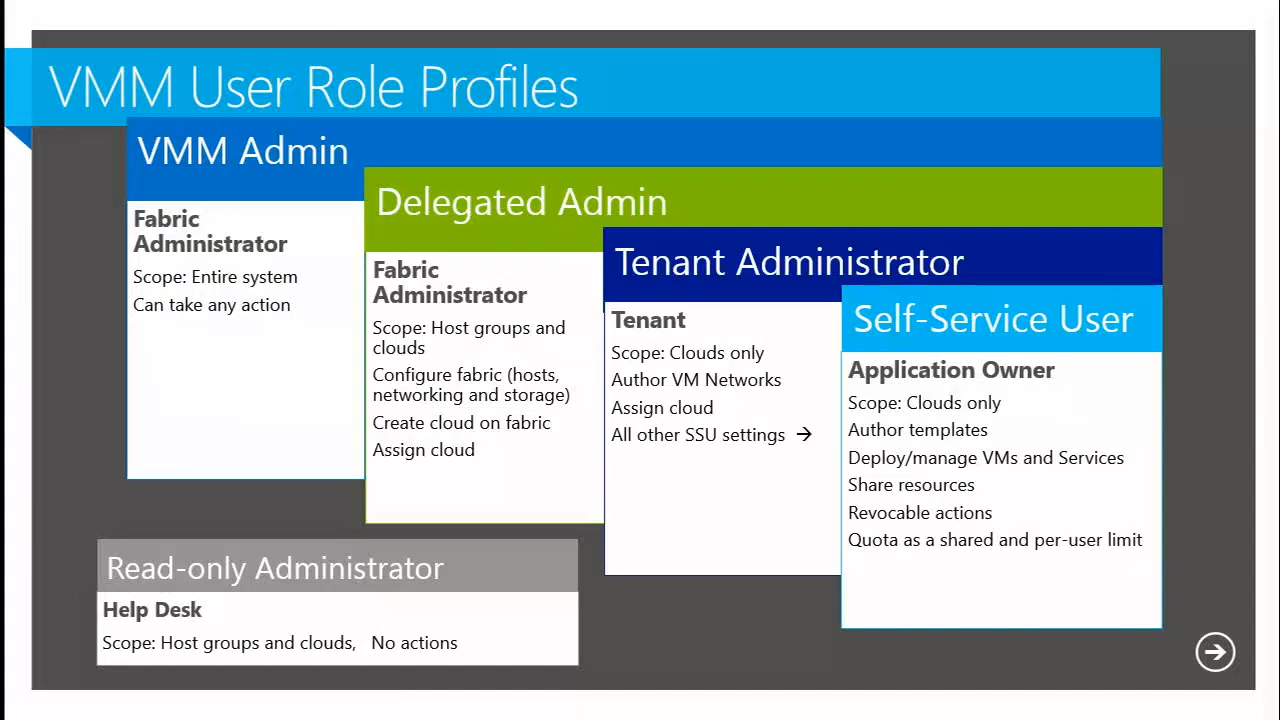 VMM User Role Profiles
VMM Admin
Fabric
Administrator
Scope: Entire system
Can take any action
Delegated Admin
Fabric
Administrator
Scope: Host groups and
clouds
Configure fabric (hosts,
networking and storage)
Create cloud on fabric
Assign cloud
Tenant Administrator
Tenant
Scope: Clouds only
Author VM Networks
Assign cloud
All other SSU settings →
Self-Service User
Application Owner
Scope: Clouds only
Author templates
Deploy/manage VMs and Services
Share resources
Revocable actions
Quota as a shared and per-user limit
Read-only Administrator
Help Desk
Scope: Host groups and clouds, No actions